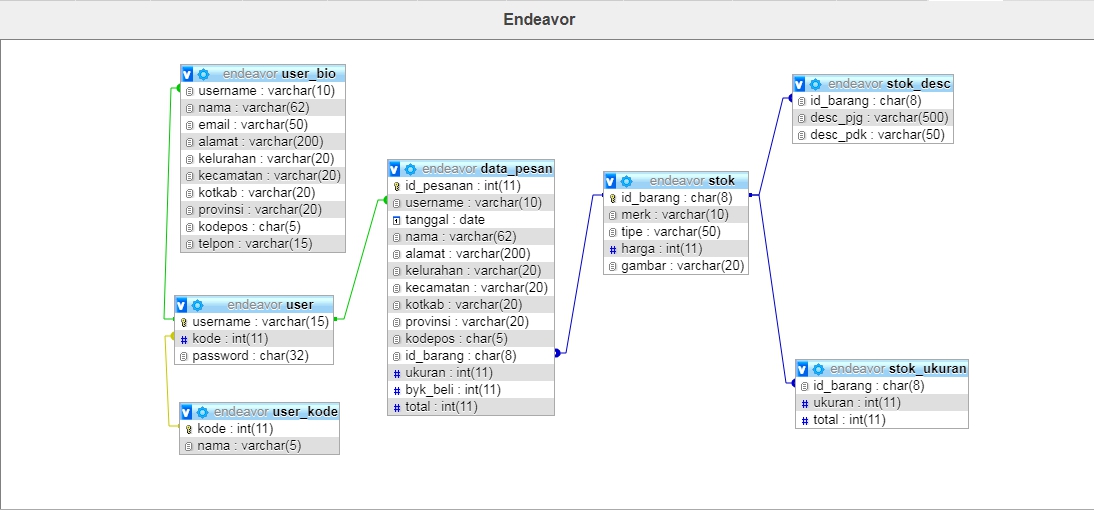 Endeavor
endeavor user_bio
username : varchar(10)
nama : varchar(62)
email : varchar(50)
alamat : varchar(200)
kelurahan : varchar(20)
kecamatan : varchar(20)
kotkab : varchar(20)
provinsi : varchar(20)
kodepos : char(5)
telpon : varchar(15)
endeavor user
username : varchar(15)
kode : int(11)
password : char(32)
endeavor user_kode
kode : int(11)
nama : varchar(5)
endeavor data_pesan
id_pesanan : int(11)
username : varchar(10)
tanggal : date
nama : varchar(62)
alamat : varchar(200)
kelurahan : varchar(20)
kecamatan : varchar(20)
kotkab : varchar(20)
provinsi : varchar(20)
kodepos : char(5)
id_barang : char(8)
ukuran : int(11)
byk_beli : int(11)
total : int(11)
endeavor stok
id_barang : char(8)
merk : varchar(10)
tipe : varchar(50)
harga : int(11)
gambar : varchar(20)
endeavor stok_desc
id_barang : char(8)
desc_pjg : varchar(500)
desc_pdk : varchar(50)
endeavor stok_ukuran
id_barang : char(8)
ukuran : int(11)
total : int(11)